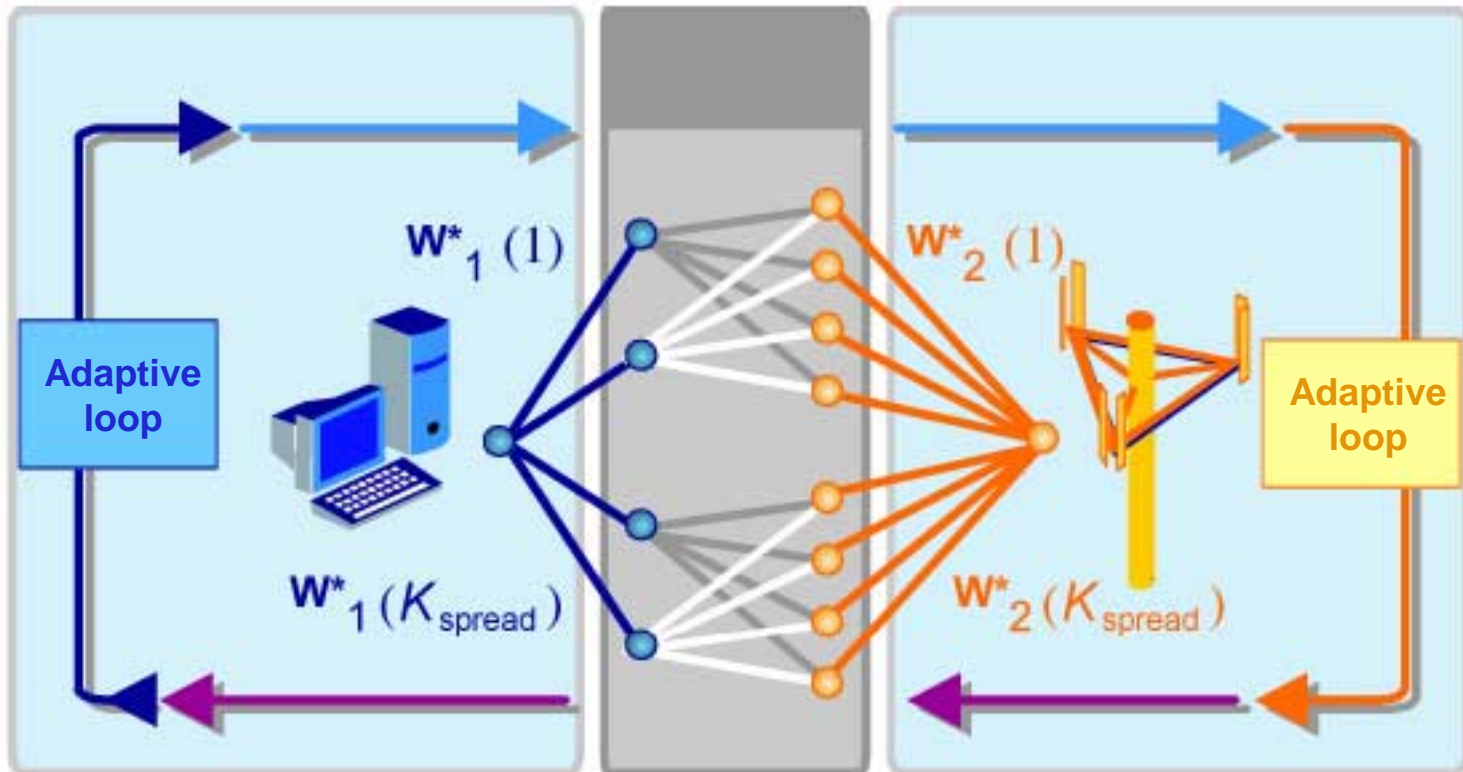 W*1 (1)
W*2 (1)
Adaptive
loop
Adaptive
loop
W*1 (Kspread)
W*2 (Kspread)